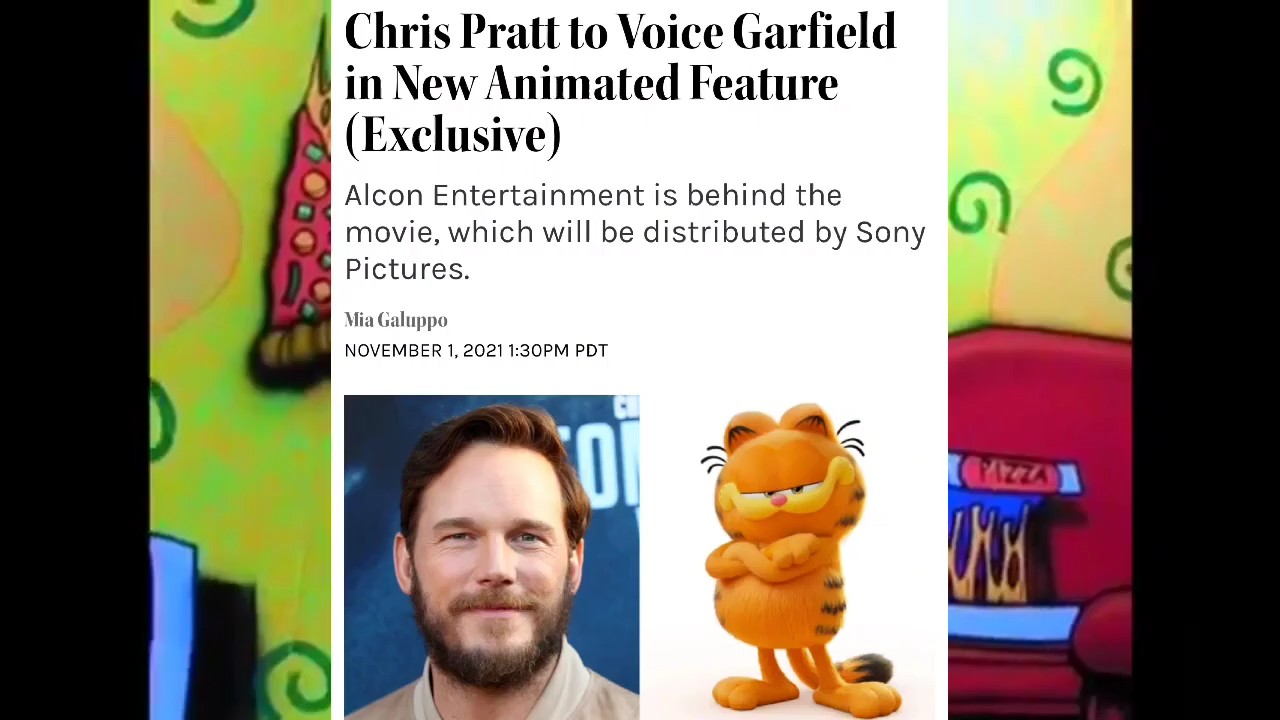 Chris Pratt to Voice Garfield
in New Animated Feature
(Exclusive)
Alcon Entertainment is behind the
movie, which will be distributed by Sony
Pictures.
Mia Galuppo
NOVEMBER 1, 2021 1:30PM PDT
PIZZA